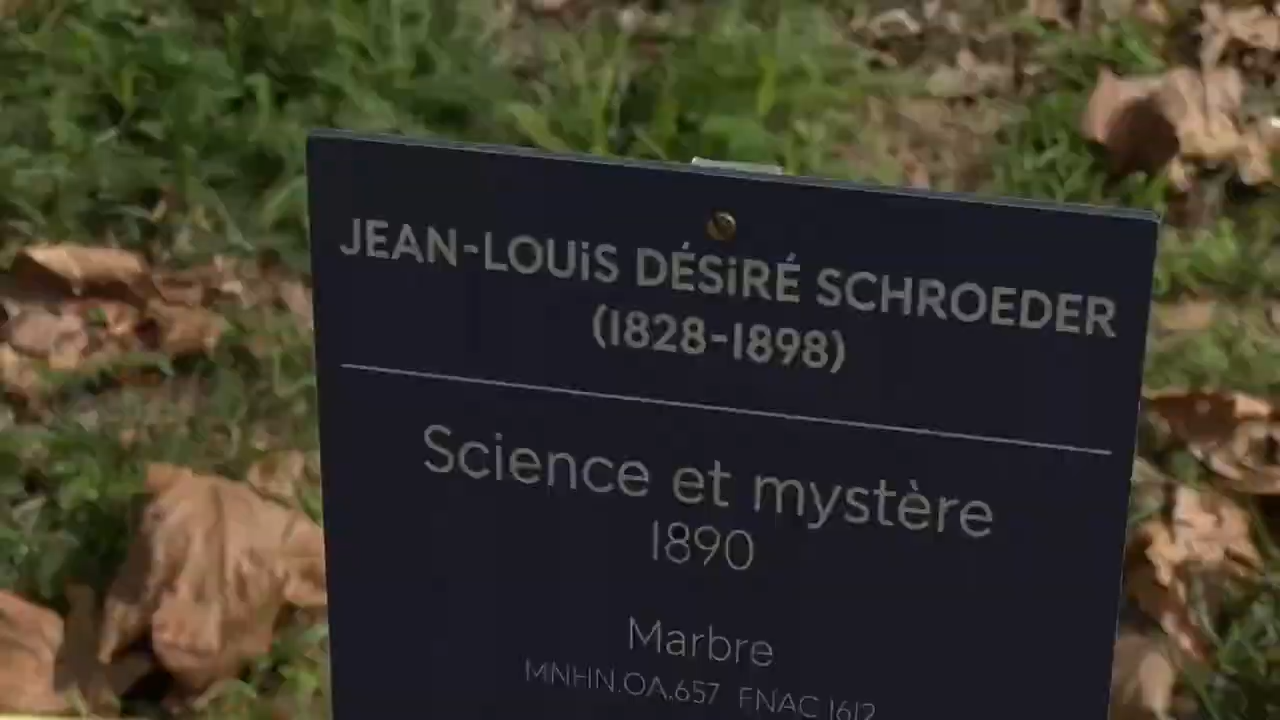 JEAN-LOUiS DÉSiRÉ SCHROEDER
(1828-1898)
Science et mystère
1890
Marbre
MNHN.OA.657 FNAC 1612